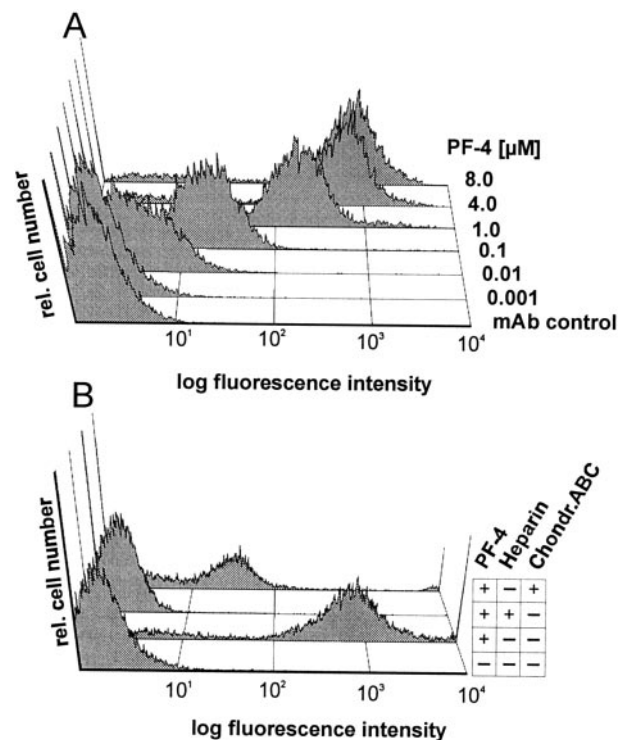 A
PF-4 [µM]
8.0
4.0
1.0
0.1
0.01
0.001
mAb control
rel. cell number
10¹ 10² 10³ 10⁴
log fluorescence intensity
B
PF-4 Heparin Chondr.ABC
+ − +
+ + −
+ − −
− − −
rel. cell number
10¹ 10² 10³ 10⁴
log fluorescence intensity